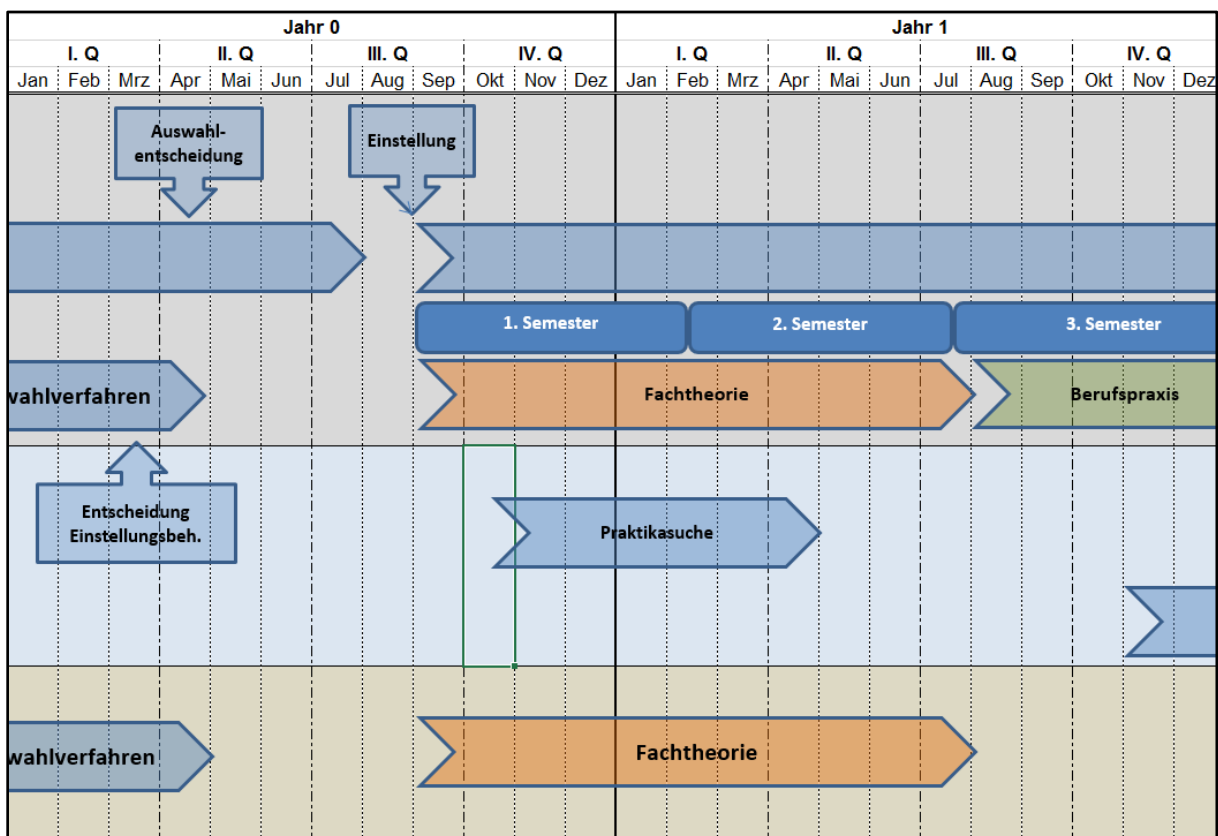 Jahr 0 Jahr 1
I. Q II. Q III. Q IV. Q I. Q II. Q III. Q IV. Q
Jan Feb Mrz Apr Mai Jun Jul Aug Sep Okt Nov Dez Jan Feb Mrz Apr Mai Jun Jul Aug Sep Okt Nov Dez
Auswahl-
entscheidung
Einstellung
1. Semester 2. Semester 3. Semester
wahlverfahren Fachtheorie Berufspraxis
Entscheidung
Einstellungsbeh.
Praktikasuche
wahlverfahren Fachtheorie